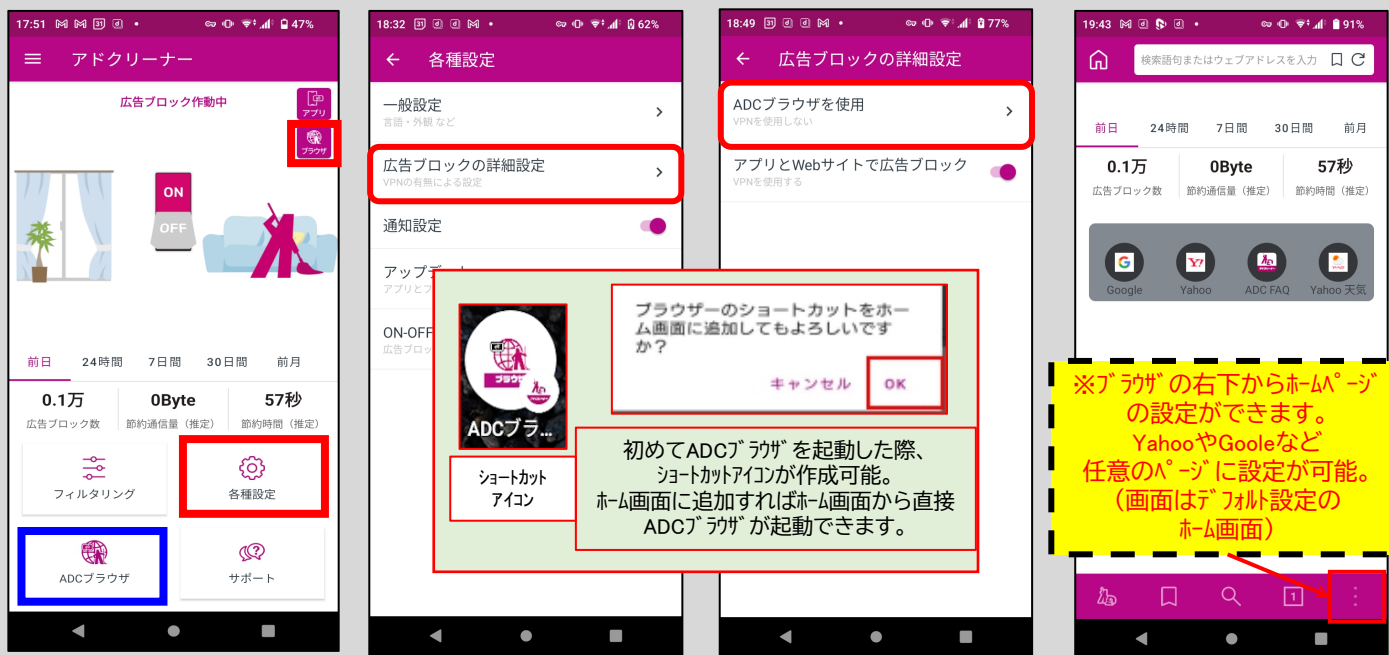 17:51 47%
アドクリーナー
広告ブロック作動中
アプリ
ブラウザ
ON
OFF
前日 24時間 7日間 30日間 前月
0.1万 0Byte 57秒
広告ブロック数 節約通信量（推定） 節約時間（推定）
フィルタリング
各種設定
ADCブラウザ
サポート
18:32 62%
各種設定
一般設定
言語・外観 など
広告ブロックの詳細設定
VPNの有無による設定
通知設定
アップデート
アプリとフ
ON-OFF
広告ブロッ
18:49 77%
広告ブロックの詳細設定
ADCブラウザを使用
VPNを使用しない
アプリとWebサイトで広告ブロック
VPNを使用する
ADCブラ...
ショートカット
アイコン
ブラウザーのショートカットをホー
ム画面に追加してもよろしいです
か？
キャンセル OK
初めてADCﾌﾞﾗｳｻﾞを起動した際、
ｼｮｰﾄｶｯﾄｱｲｺﾝが作成可能。
ﾎｰﾑ画面に追加すればﾎｰﾑ画面から直接
ADCﾌﾞﾗｳｻﾞが起動できます。
19:43 91%
検索語句またはウェブアドレスを入力
前日 24時間 7日間 30日間 前月
0.1万 0Byte 57秒
広告ブロック数 節約通信量（推定） 節約時間（推定）
Google Yahoo ADC FAQ Yahoo 天気
※ﾌﾞﾗｳｻﾞの右下からﾎｰﾑﾍﾟｰｼﾞ
の設定ができます。
YahooやGooleなど
任意のﾍﾟｰｼﾞに設定が可能。
（画面はﾃﾞﾌｫﾙﾄ設定の
ﾎｰﾑ画面）
1